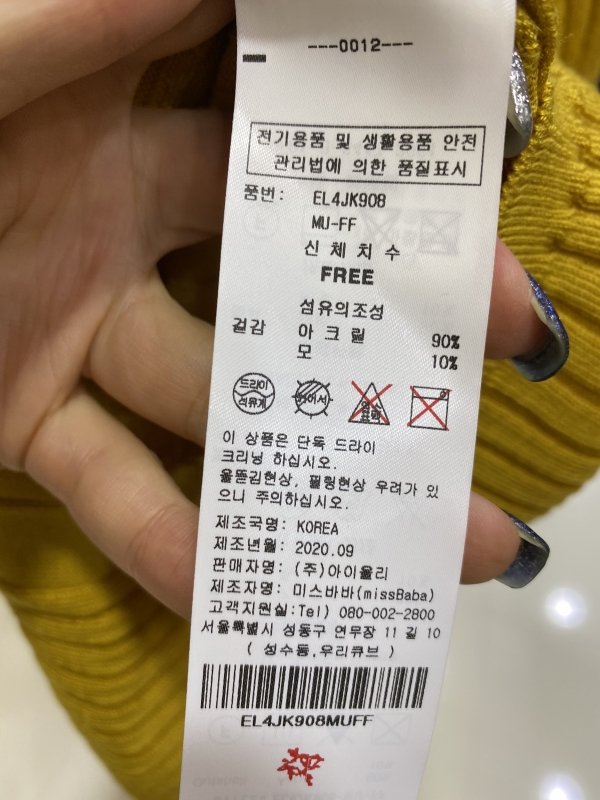 ---0012---
전기용품 및 생활용품 안전
관리법에 의한 품질표시
품번: EL4JK908
MU-FF
신체치수
FREE
섬유의조성
겉감 아크릴 90%
모 10%
드라이
석유계
이 상품은 단독 드라이
크리닝 하십시오.
올뜯김현상, 필링현상 우려가 있
으니 주의하십시오.
제조국명: KOREA
제조년월: 2020.09
판매자명: (주)아이올리
제조자명: 미스바바(missBaba)
고객지원실:Tel) 080-002-2800
서울특별시 성동구 연무장 11 길 10
( 성수동,우리큐브 )
EL4JK908MUFF